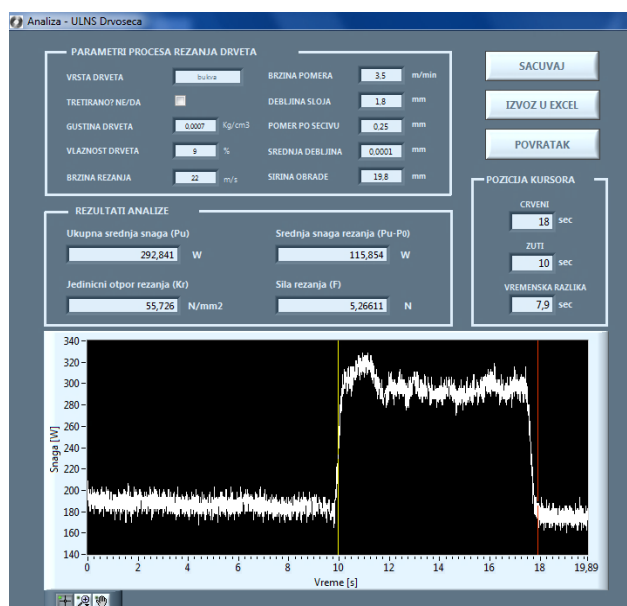 Analiza - ULNS Drvoseca
PARAMETRI PROCESA REZANJA DRVETA
VRSTA DRVETA bukva BRZINA POMERA 3.5 m/min
TRETIRANO? NE/DA DEBLJINA SLOJA 1.8 mm
GUSTINA DRVETA 0,0007 Kg/cm3 POMER PO SECIVU 0,25 mm
VLAZNOST DRVETA 9 % SREDNJA DEBLJINA 0,0001 mm
BRZINA REZANJA 22 m/s SIRINA OBRADE 19,8 mm
SACUVAJ
IZVOZ U EXCEL
POVRATAK
REZULTATI ANALIZE
Ukupna srednja snaga (Pu) Srednja snaga rezanja (Pu-P0)
292,841 W 115,854 W
Jedinicni otpor rezanja (Kr) Sila rezanja (F)
55,726 N/mm2 5,26611 N
POZICIJA KURSORA
CRVENI
18 sec
ZUTI
10 sec
VREMENSKA RAZLIKA
7,9 sec
Snaga [W]
340
320
300
280
260
240
220
200
180
160
140
0 2 4 6 8 10 12 14 16 18 19,89
Vreme [s]